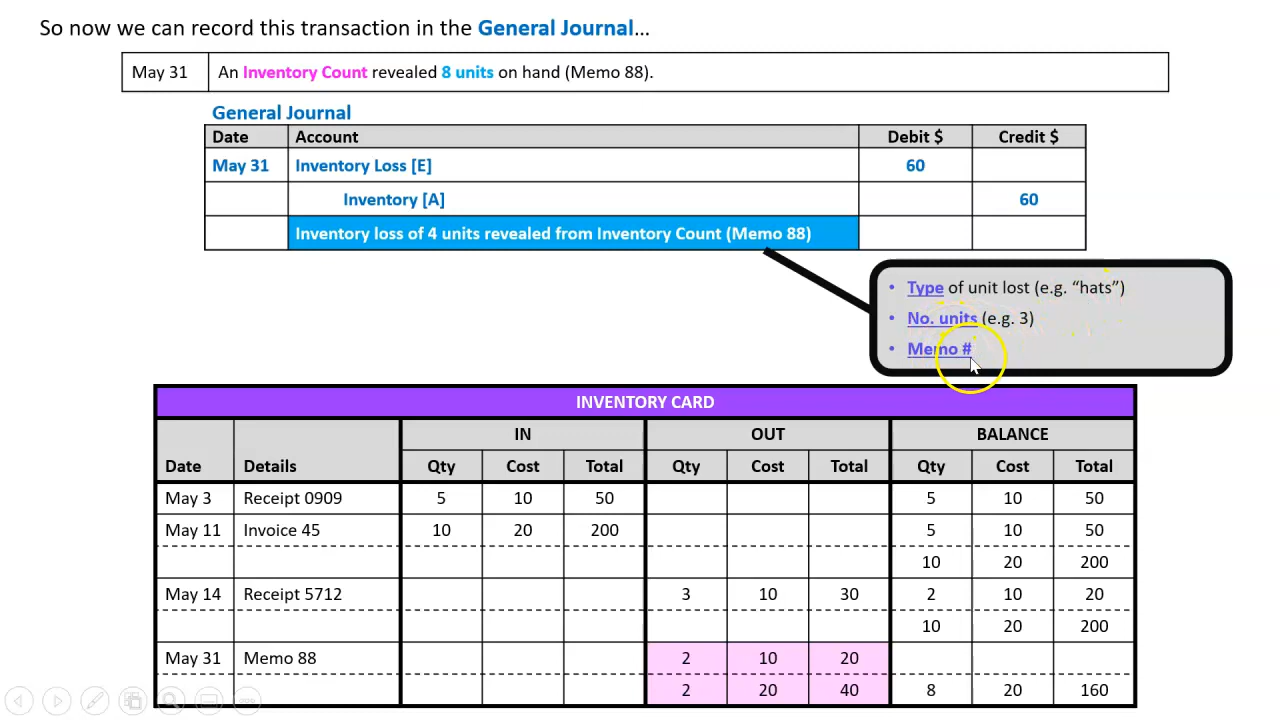 So now we can record this transaction in the General Journal…
May 31 An Inventory Count revealed 8 units on hand (Memo 88).
General Journal
Date Account Debit $ Credit $
May 31 Inventory Loss [E] 60
Inventory [A] 60
Inventory loss of 4 units revealed from Inventory Count (Memo 88)
• Type of unit lost (e.g. “hats”)
• No. units (e.g. 3)
• Memo #
INVENTORY CARD
IN OUT BALANCE
Date Details Qty Cost Total Qty Cost Total Qty Cost Total
May 3 Receipt 0909 5 10 50 5 10 50
May 11 Invoice 45 10 20 200 5 10 50
10 20 200
May 14 Receipt 5712 3 10 30 2 10 20
10 20 200
May 31 Memo 88 2 10 20
2 20 40 8 20 160